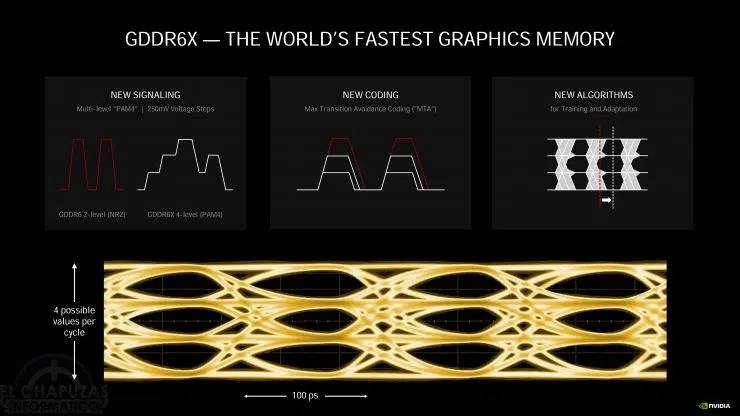 GDDR6X — THE WORLD'S FASTEST GRAPHICS MEMORY
NEW SIGNALING
Multi-level "PAM4" | 250mV Voltage Steps
GDDR6 2-level (NRZ)
GDDR6X 4-level (PAM4)
NEW CODING
Max Transition Avoidance Coding ("MTA")
NEW ALGORITHMS
for Training and Adaptation
4 possible
values per
cycle
100 ps
EL CHAPUZAS
INFORMÁTICO
NVIDIA.